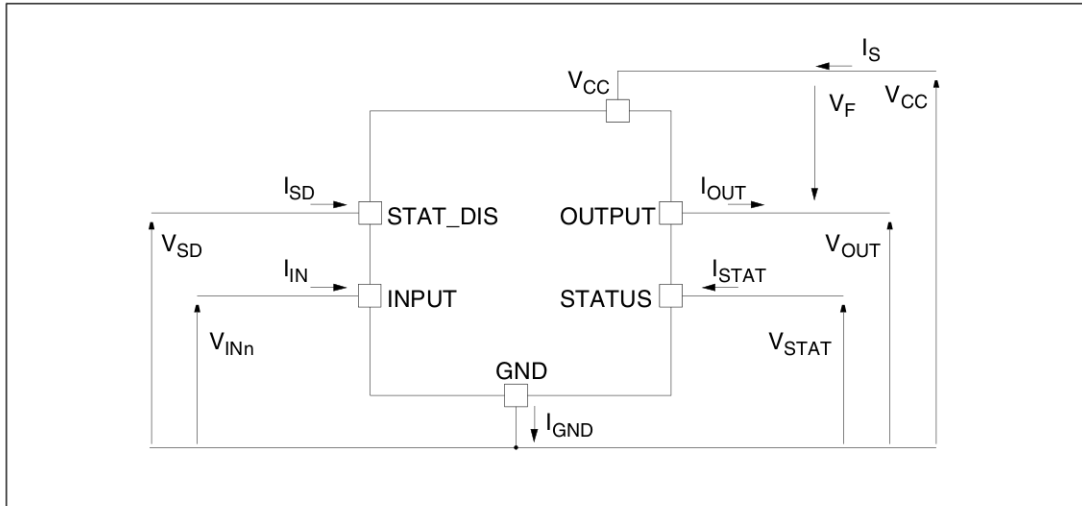 I_S
V_CC
V_F
V_CC
I_SD
I_OUT
STAT_DIS
OUTPUT
V_SD
V_OUT
I_IN
I_STAT
INPUT
STATUS
V_INn
V_STAT
GND
I_GND